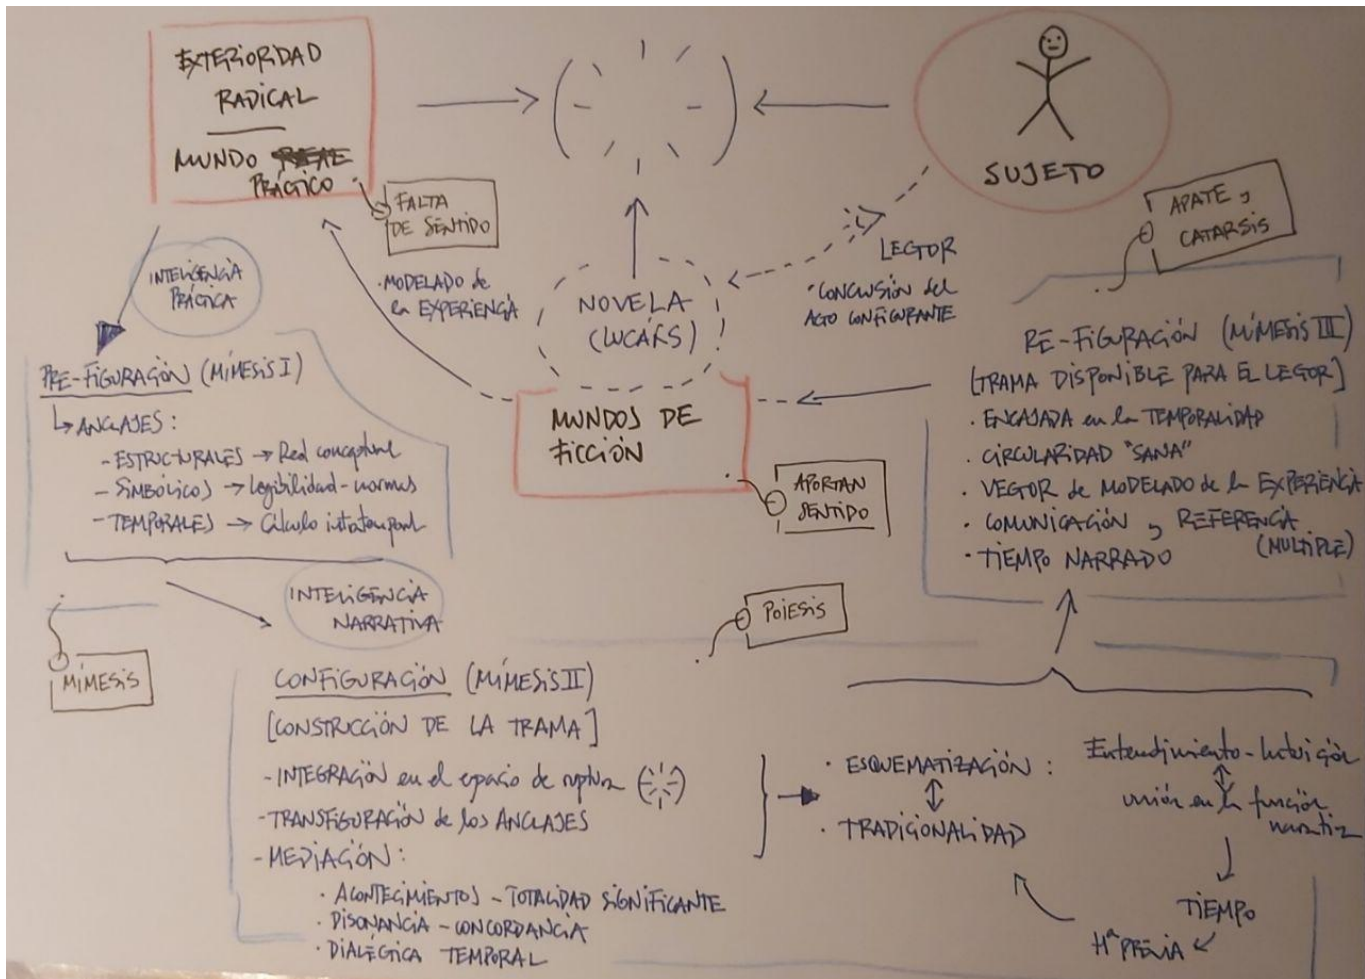 EXTERIORIDAD
RADICAL
MUNDO
PRÁCTICO
FALTA
DE SENTIDO
SUJETO
APATE y
CATARSIS
INTELIGENCIA
PRÁCTICA
·MODELADO de
la EXPERIENCIA
NOVELA
(LUCÁKS)
LECTOR
·CONCLUSIÓN del
ACTO CONFIGURANTE
MUNDOS DE
FICCIÓN
APORTAN
SENTIDO
PRE-FIGURACIÓN (MÍMESIS I)
↳ ANCLAJES:
- ESTRUCTURALES → Red conceptual
- SIMBÓLICOS → Legibilidad-normas
- TEMPORALES → Cálculo
MÍMESIS
RE-FIGURACIÓN (MÍMESIS III)
[TRAMA DISPONIBLE PARA EL LECTOR]
· ENCAJADA en la TEMPORALIDAD
· CIRCULARIDAD "SANA"
· VECTOR de MODELADO de la EXPERIENCIA
· COMUNICACIÓN y REFERENCIA
(MÚLTIPLE)
· TIEMPO NARRADO
INTELIGENCIA
NARRATIVA
POIESIS
CONFIGURACIÓN (MÍMESIS II)
[CONSTRUCCIÓN DE LA TRAMA]
- INTEGRACIÓN en el espacio de ruptura
- TRANSFIGURACIÓN de los ANCLAJES
- MEDIACIÓN:
· ACONTECIMIENTOS - TOTALIDAD SIGNIFICANTE
· DISONANCIA - CONCORDANCIA
· DIALÉCTICA TEMPORAL
· ESQUEMATIZACIÓN:
· TRADICIONALIDAD
Entendimiento-Intuición
unión en la función
narrativa
TIEMPO
Hª PREVIA